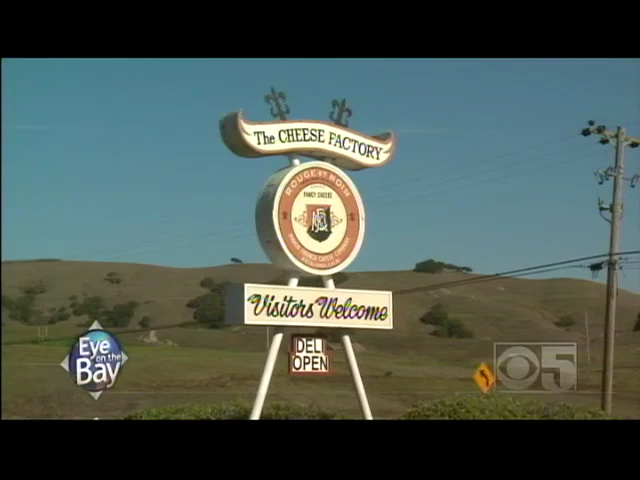 The CHEESE FACTORY
ROUGE ET NOIR
FANCY CHEESE
Visitors Welcome
DELI
OPEN
Eye
on the
Bay
5